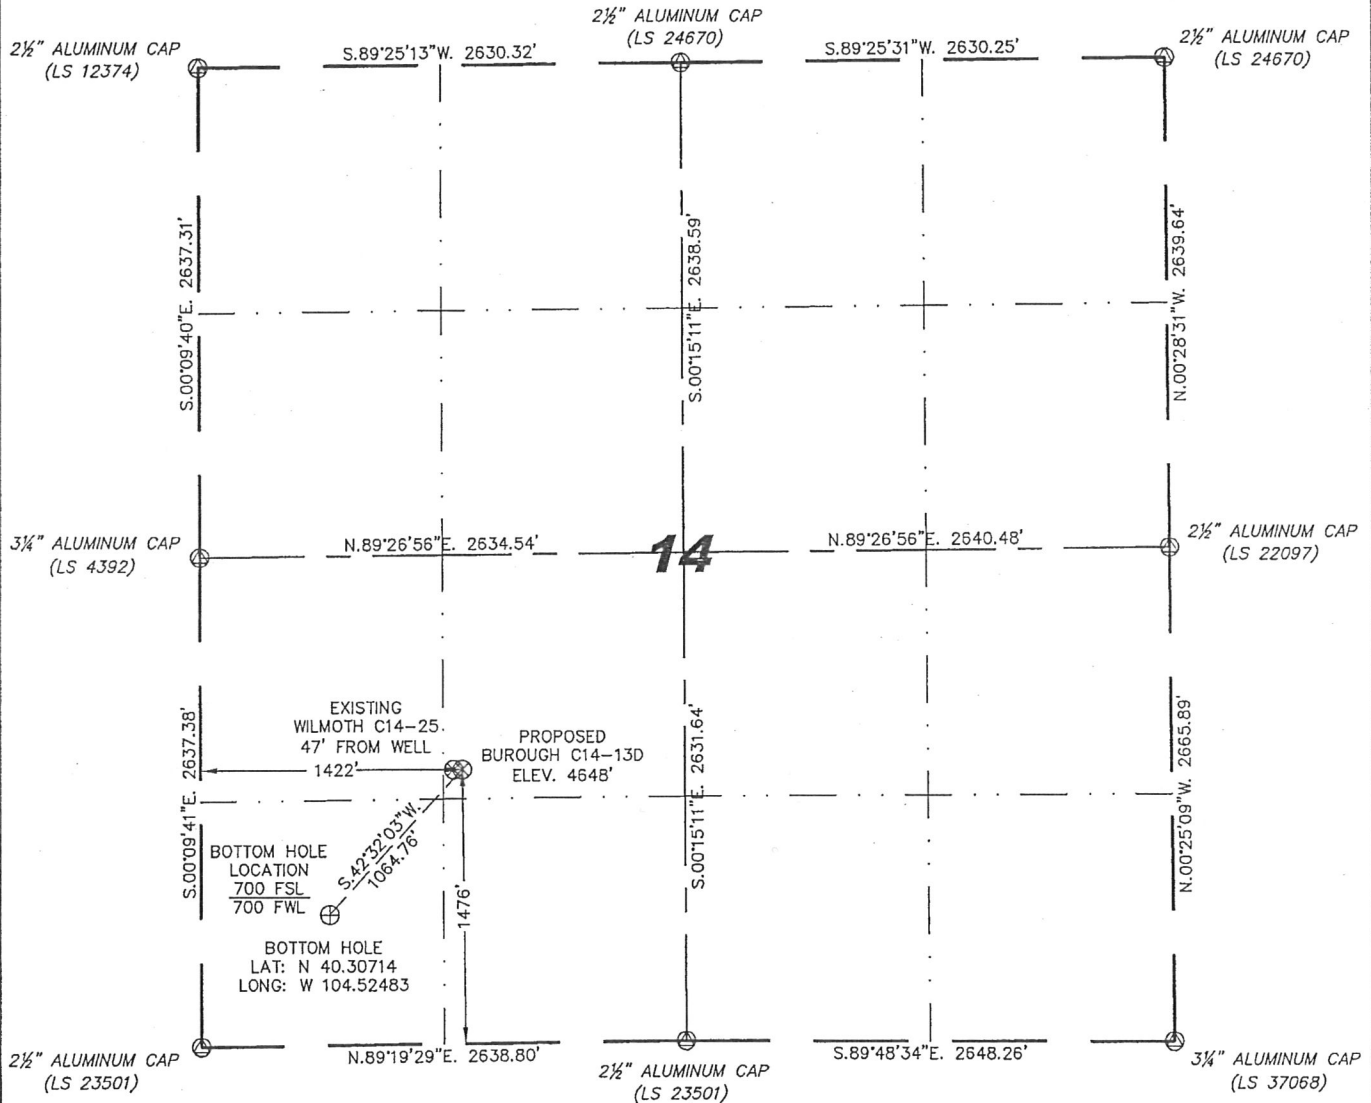 2½" ALUMINUM CAP
(LS 24670)
2½" ALUMINUM CAP
(LS 12374)
S.89°25'13"W. 2630.32'
S.89°25'31"W. 2630.25'
2½" ALUMINUM CAP
(LS 24670)
S.00°09'40"E. 2637.31'
S.00°15'11"E. 2638.59'
N.00°28'31"W. 2639.64'
3¼" ALUMINUM CAP
(LS 4392)
N.89°26'56"E. 2634.54'
14
N.89°26'56"E. 2640.48'
2½" ALUMINUM CAP
(LS 22097)
S.00°09'41"E. 2637.38'
EXISTING
WILMOTH C14-25
47' FROM WELL
1422'
PROPOSED
BUROUGH C14-13D
ELEV. 4648'
S.00°15'11"E. 2631.64'
N.00°25'09"W. 2665.89'
S.42°32'03"W.
1064.76'
1476'
BOTTOM HOLE
LOCATION
700 FSL
700 FWL
BOTTOM HOLE
LAT: N 40.30714
LONG: W 104.52483
2½" ALUMINUM CAP
(LS 23501)
N.89°19'29"E. 2638.80'
2½" ALUMINUM CAP
(LS 23501)
S.89°48'34"E. 2648.26'
3¼" ALUMINUM CAP
(LS 37068)